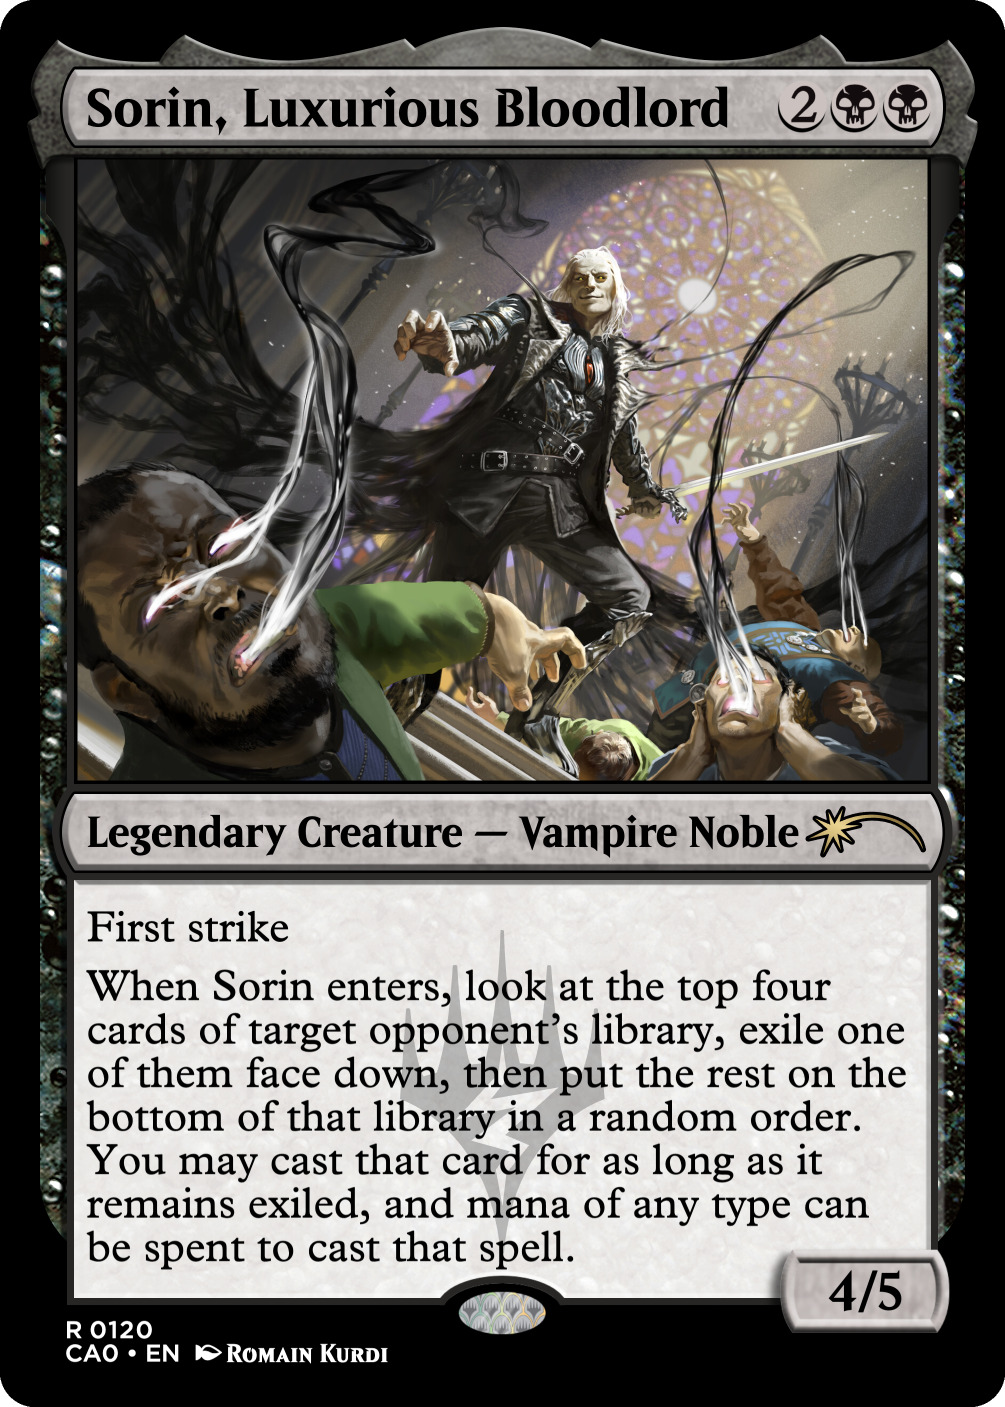 Sorin, Luxurious Bloodlord 2
Legendary Creature — Vampire Noble
First strike
When Sorin enters, look at the top four
cards of target opponent's library, exile one
of them face down, then put the rest on the
bottom of that library in a random order.
You may cast that card for as long as it
remains exiled, and mana of any type can
be spent to cast that spell.
4/5
R 0120
CAO • EN ROMAIN KURDI